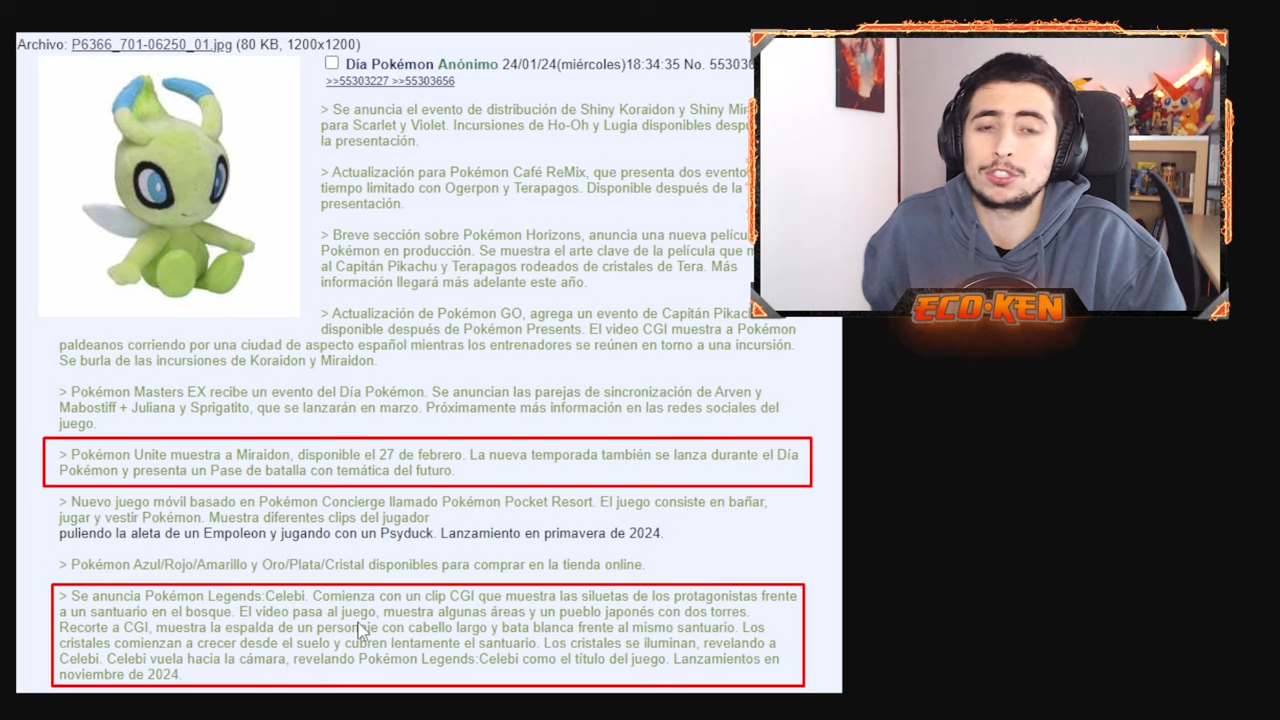 Archivo: P6366_701-06250_01.jpg (80 KB, 1200x1200)
Día Pokémon Anónimo 24/01/24(miércoles)18:34:35 No.
>>55303227 >>55303656
> Se anuncia el evento de distribución de Shiny Koraidon y Shiny
para Scarlet y Violet. Incursiones de Ho-Oh y Lugia disponibles
la presentación.
> Actualización para Pokémon Café ReMix, que presenta dos
tiempo limitado con Ogerpon y Terapagos. Disponible después de la
presentación.
> Breve sección sobre Pokémon Horizons, anuncia una nueva
Pokémon en producción. Se muestra el arte clave de la película que
al Capitán Pikachu y Terapagos rodeados de cristales de Tera. Más
información llegará más adelante este año.
> Actualización de Pokémon GO, agrega un evento de Capitán
disponible después de Pokémon Presents. El video CGI muestra a Pokémon
paldeanos corriendo por una ciudad de aspecto español mientras los entrenadores se reúnen en torno a una incursión.
Se burla de las incursiones de Koraidon y Miraidon.
> Pokémon Masters EX recibe un evento del Día Pokémon. Se anuncian las parejas de sincronización de Arven y
Mabostiff + Juliana y Sprigatito, que se lanzarán en marzo. Próximamente más información en las redes sociales del
juego.
> Pokémon Unite muestra a Miraidon, disponible el 27 de febrero. La nueva temporada también se lanza durante el Día
Pokémon y presenta un Pase de batalla con temática del futuro.
> Nuevo juego móvil basado en Pokémon Concierge llamado Pokémon Pocket Resort. El juego consiste en bañar,
jugar y vestir Pokémon. Muestra diferentes clips del jugador
puliendo la aleta de un Empoleon y jugando con un Psyduck. Lanzamiento en primavera de 2024.
> Pokémon Azul/Rojo/Amarillo y Oro/Plata/Cristal disponibles para comprar en la tienda online.
> Se anuncia Pokémon Legends:Celebi. Comienza con un clip CGI que muestra las siluetas de los protagonistas frente
a un santuario en el bosque. El video pasa al juego, muestra algunas áreas y un pueblo japonés con dos torres.
Recorte a CGI, muestra la espalda de un personaje con cabello largo y bata blanca frente al mismo santuario. Los
cristales comienzan a crecer desde el suelo y cubren lentamente el santuario. Los cristales se iluminan, revelando a
Celebi. Celebi vuela hacia la cámara, revelando Pokémon Legends:Celebi como el título del juego. Lanzamientos en
noviembre de 2024.
ECO·KEN